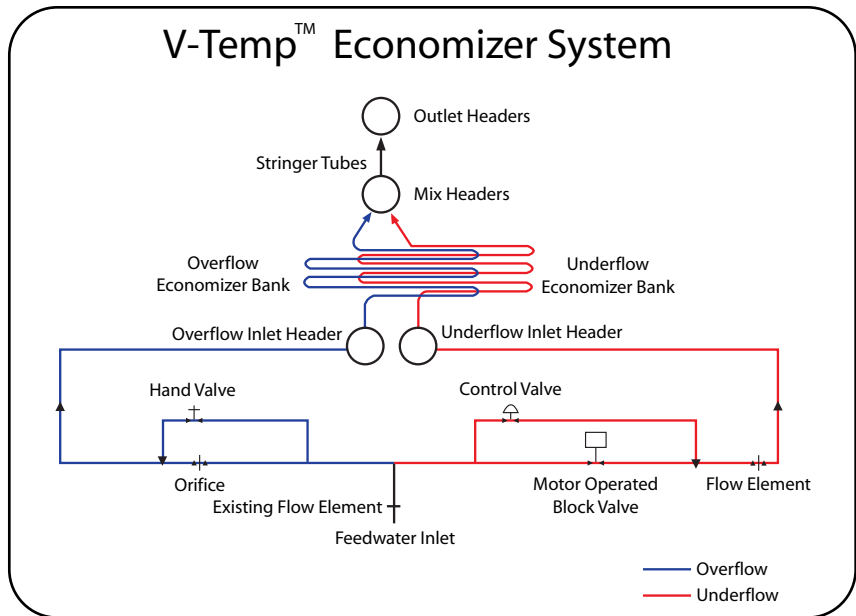 V-Temp™ Economizer System
Outlet Headers
Stringer Tubes
Mix Headers
Overflow
Economizer Bank
Underflow
Economizer Bank
Overflow Inlet Header
Underflow Inlet Header
Hand Valve
Control Valve
Orifice
Motor Operated
Block Valve
Flow Element
Existing Flow Element
Feedwater Inlet
Overflow
Underflow